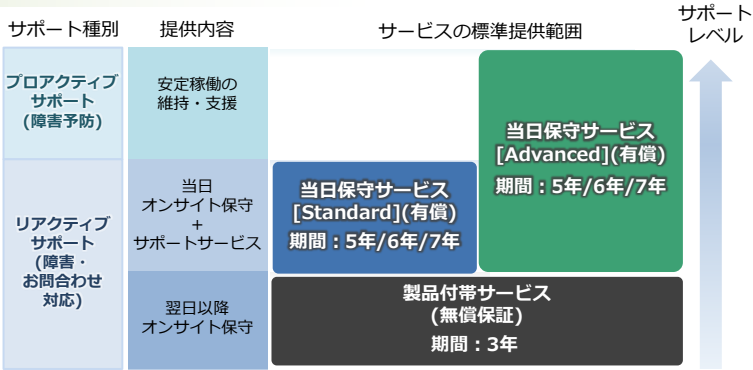 サポート種別
提供内容
サービスの標準提供範囲
サポート
レベル
プロアクティブ
サポート
(障害予防)
安定稼働の
維持・支援
当日保守サービス
[Advanced](有償)
期間：5年/6年/7年
リアクティブ
サポート
(障害・
お問合わせ
対応)
当日
オンサイト保守
+
サポートサービス
当日保守サービス
[Standard](有償)
期間：5年/6年/7年
翌日以降
オンサイト保守
製品付帯サービス
(無償保証)
期間：3年